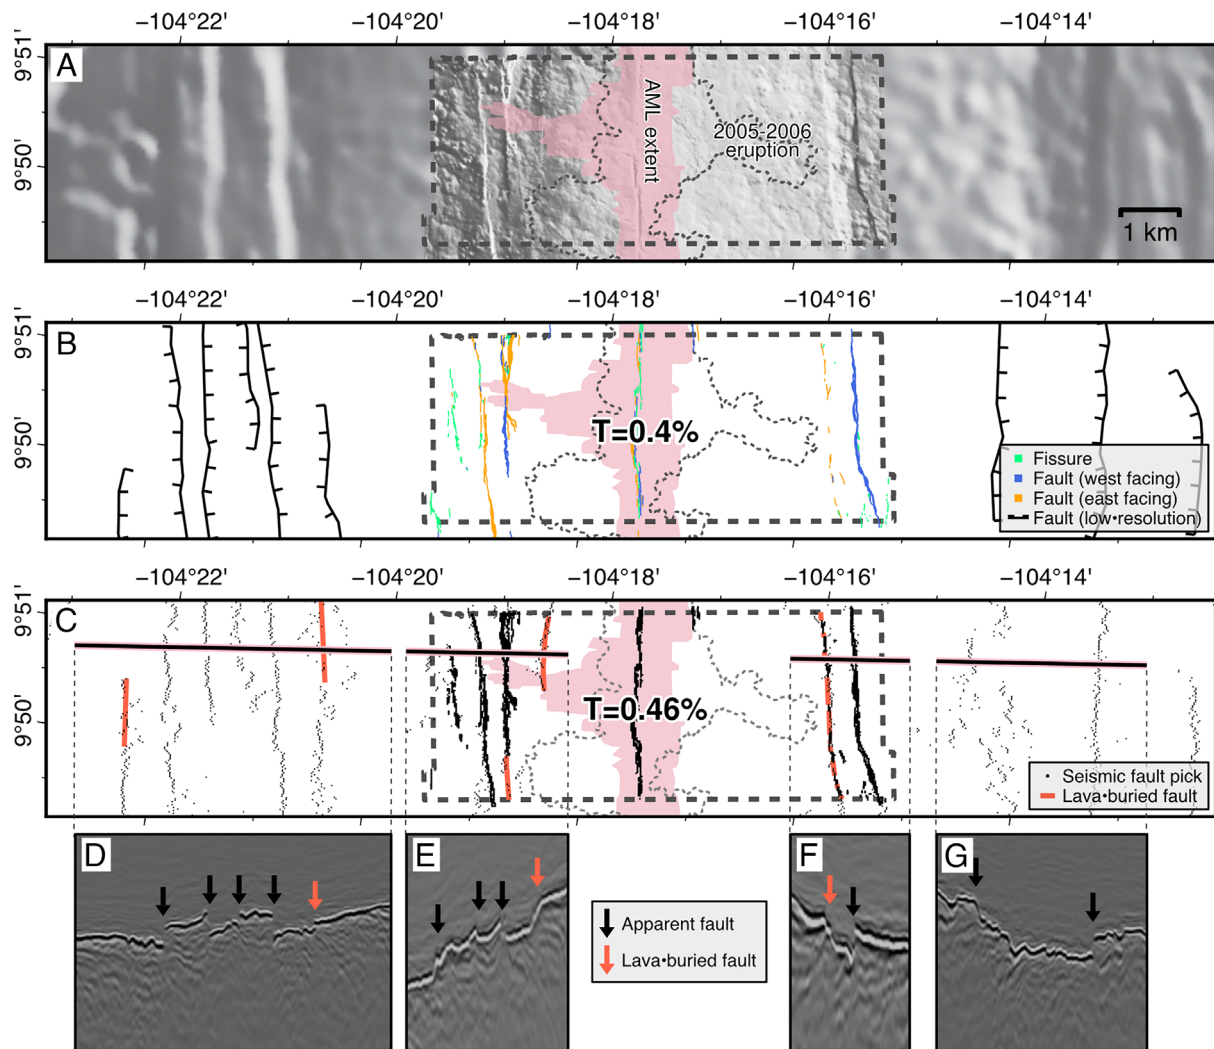 −104°22' −104°20' −104°18' −104°16' −104°14'
9°51'
A
AML extent
2005-2006
eruption
9°50'
1 km
−104°22' −104°20' −104°18' −104°16' −104°14'
9°51'
B
T=0.4%
9°50'
Fissure
Fault (west facing)
Fault (east facing)
Fault (low•resolution)
−104°22' −104°20' −104°18' −104°16' −104°14'
9°51'
C
T=0.46%
9°50'
Seismic fault pick
Lava•buried fault
D E F G
Apparent fault
Lava•buried fault